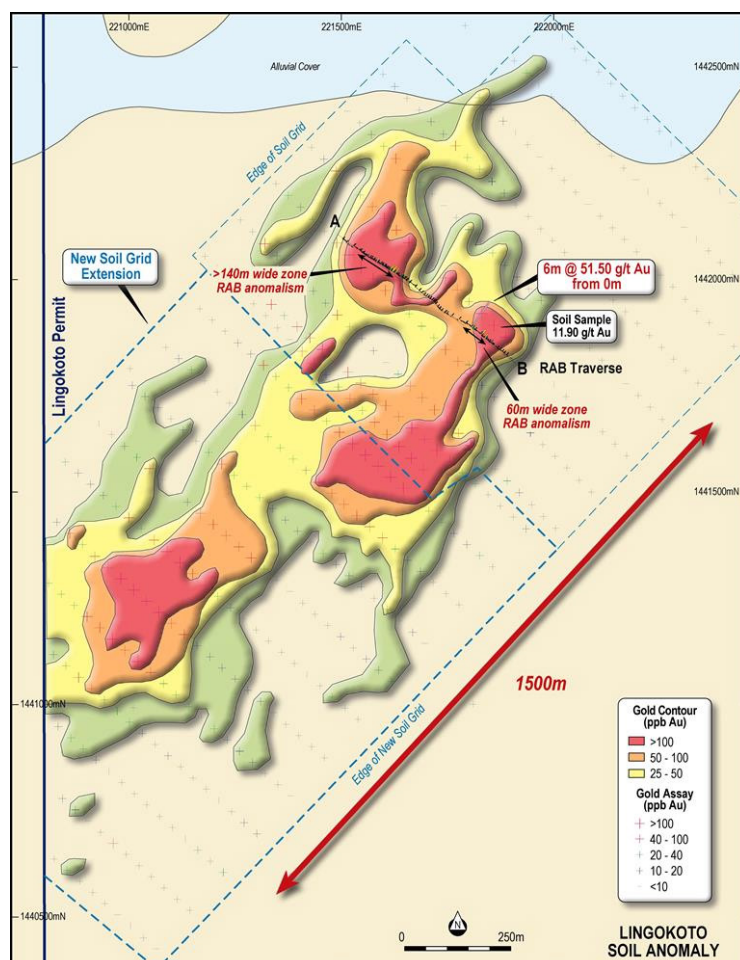 221000mE
221500mE
222000mE
Alluvial Cover
1442500mN
Edge of Soil Grid
A
New Soil Grid
Extension
>140m wide zone
RAB anomalism
6m @ 51.50 g/t Au
from 0m
1442000mN
Soil Sample
11.90 g/t Au
B RAB Traverse
60m wide zone
RAB anomalism
Lingokoto Permit
1441500mN
1500m
1441000mN
Edge of New Soil Grid
Gold Contour
(ppb Au)
>100
50 - 100
25 - 50
Gold Assay
(ppb Au)
>100
40 - 100
20 - 40
10 - 20
<10
1440500mN
0
250m
LINGOKOTO
SOIL ANOMALY